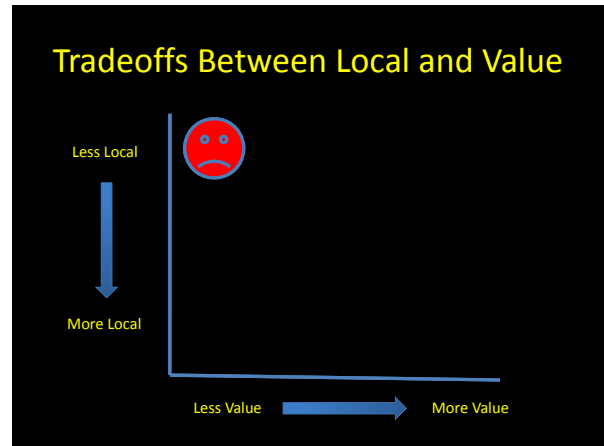 Tradeoffs Between Local and Value
Less Local
More Local
Less Value
More Value